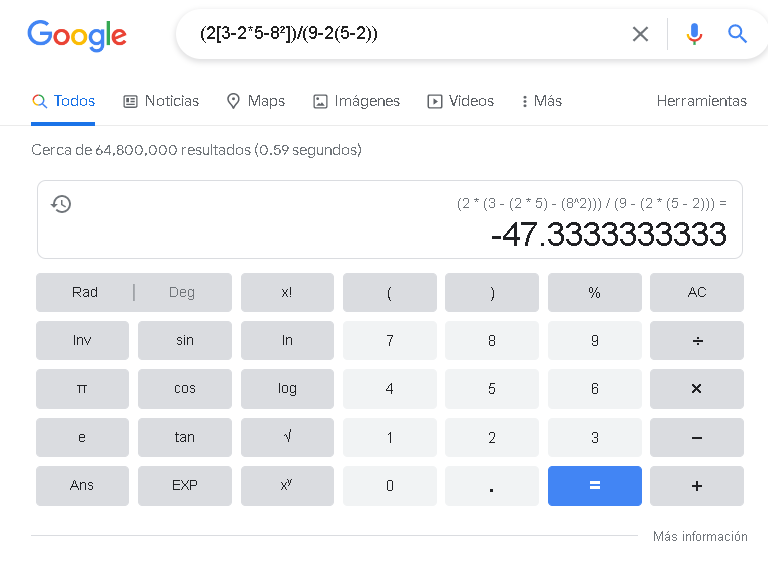 Google (2[3-2*5-8²])/(9-2(5-2))
Todos Noticias Maps Imágenes Videos Más Herramientas
Cerca de 64,800,000 resultados (0.59 segundos)
(2 * (3 - (2 * 5) - (8^2))) / (9 - (2 * (5 - 2))) =
-47.3333333333
Rad | Deg x! ( ) % AC
Inv sin ln 7 8 9 ÷
π cos log 4 5 6 ×
e tan √ 1 2 3 −
Ans EXP xʸ 0 . = +
Más información